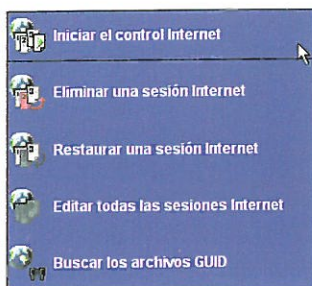 Iniciar el control Internet
Eliminar una sesión Internet
Restaurar una sesión Internet
Editar todas las sesiones Internet
Buscar los archivos GUID